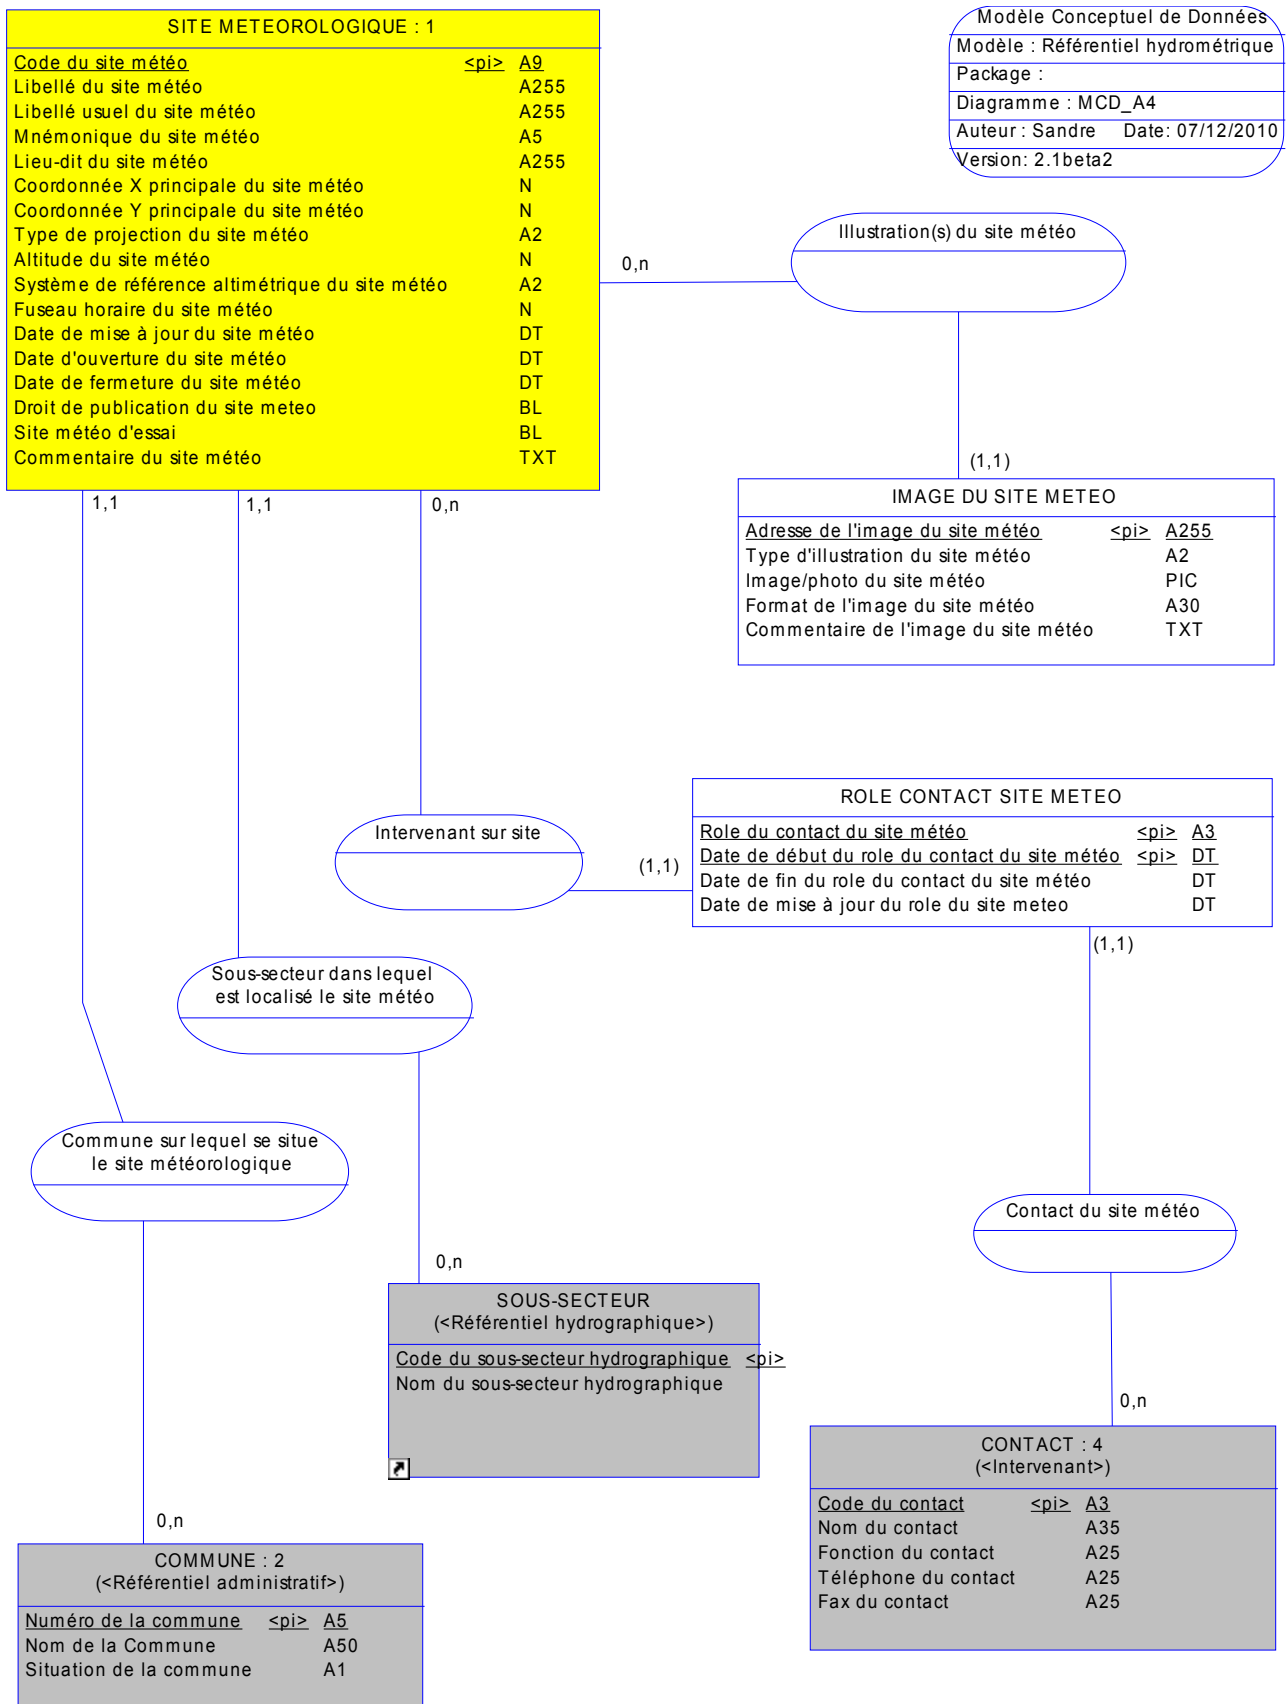 SITE METEOROLOGIQUE : 1
Code du site météo <pi> A9
Libellé du site météo A255
Libellé usuel du site météo A255
Mnémonique du site météo A5
Lieu-dit du site météo A255
Coordonnée X principale du site météo N
Coordonnée Y principale du site météo N
Type de projection du site météo A2
Altitude du site météo N
Système de référence altimétrique du site météo A2
Fuseau horaire du site météo N
Date de mise à jour du site météo DT
Date d'ouverture du site météo DT
Date de fermeture du site météo DT
Droit de publication du site meteo BL
Site météo d'essai BL
Commentaire du site météo TXT
Modèle Conceptuel de Données
Modèle : Référentiel hydrométrique
Package :
Diagramme : MCD_A4
Auteur : Sandre Date: 07/12/2010
Version: 2.1beta2
0,n
Illustration(s) du site météo
(1,1)
IMAGE DU SITE METEO
Adresse de l'image du site météo <pi> A255
Type d'illustration du site météo A2
Image/photo du site météo PIC
Format de l'image du site météo A30
Commentaire de l'image du site météo TXT
1,1
1,1
0,n
Intervenant sur site
(1,1)
ROLE CONTACT SITE METEO
Role du contact du site météo <pi> A3
Date de début du role du contact du site météo <pi> DT
Date de fin du role du contact du site météo DT
Date de mise à jour du role du site meteo DT
(1,1)
Sous-secteur dans lequel
est localisé le site météo
Commune sur lequel se situe
le site météorologique
Contact du site météo
0,n
SOUS-SECTEUR
(<Référentiel hydrographique>)
Code du sous-secteur hydrographique <pi>
Nom du sous-secteur hydrographique
0,n
CONTACT : 4
(<Intervenant>)
Code du contact <pi> A3
Nom du contact A35
Fonction du contact A25
Téléphone du contact A25
Fax du contact A25
0,n
COMMUNE : 2
(<Référentiel administratif>)
Numéro de la commune <pi> A5
Nom de la Commune A50
Situation de la commune A1